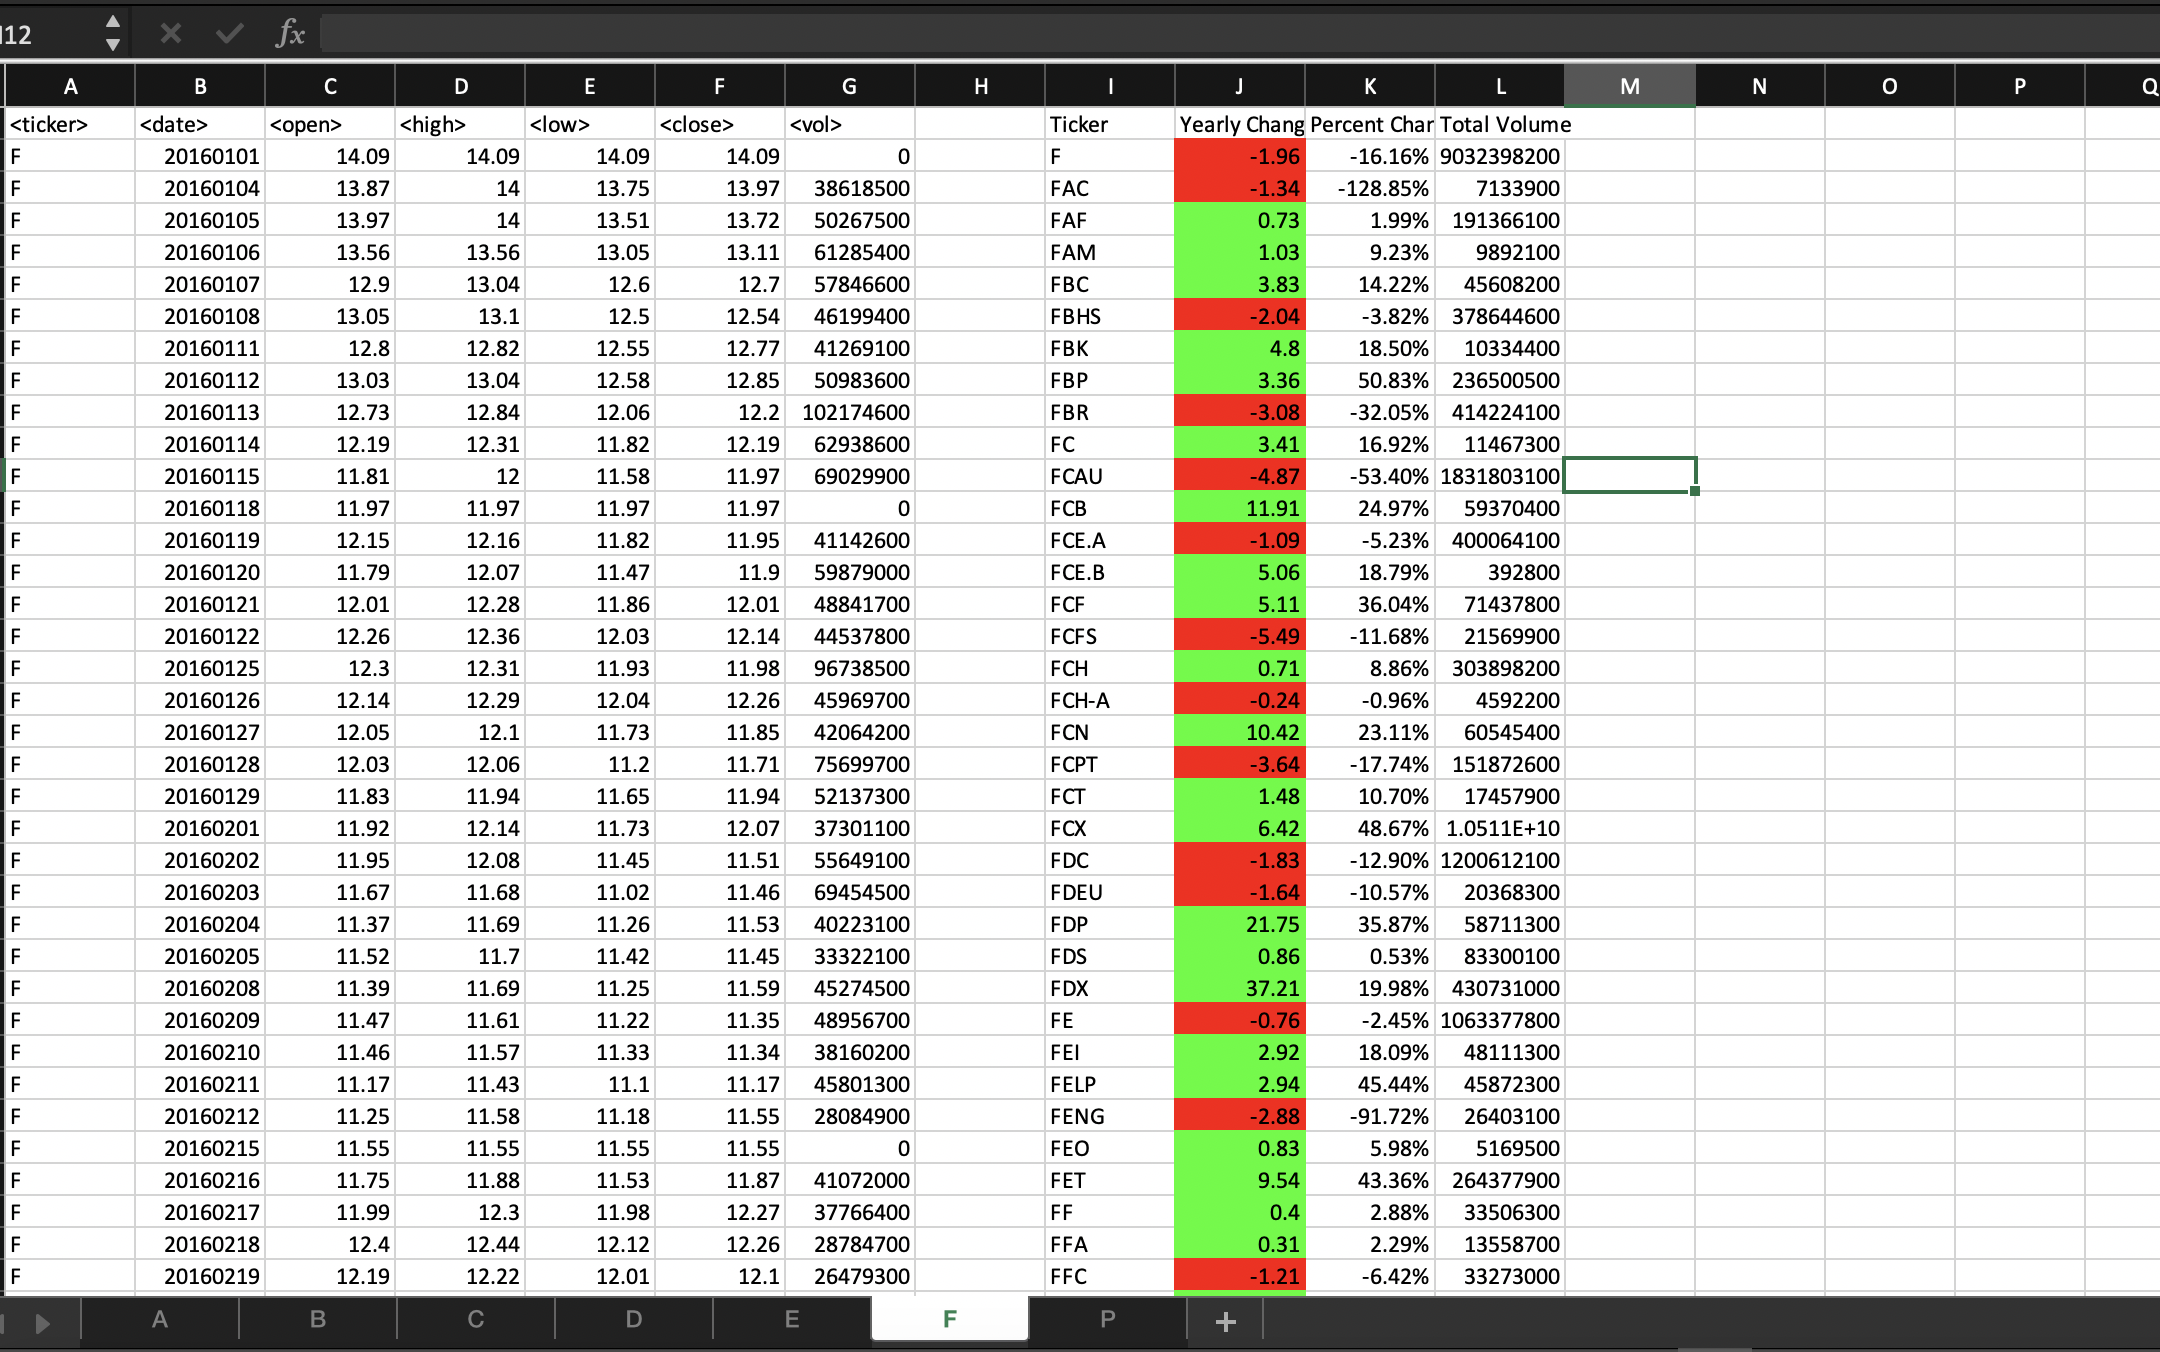 12 fx
A B C D E F G H I J K L M N O P Q
<ticker> <date> <open> <high> <low> <close> <vol> Ticker Yearly Chang Percent Char Total Volume
F 20160101 14.09 14.09 14.09 14.09 0 F -1.96 -16.16% 9032398200
F 20160104 13.87 14 13.75 13.97 38618500 FAC -1.34 -128.85% 7133900
F 20160105 13.97 14 13.51 13.72 50267500 FAF 0.73 1.99% 191366100
F 20160106 13.56 13.56 13.05 13.11 61285400 FAM 1.03 9.23% 9892100
F 20160107 12.9 13.04 12.6 12.7 57846600 FBC 3.83 14.22% 45608200
F 20160108 13.05 13.1 12.5 12.54 46199400 FBHS -2.04 -3.82% 378644600
F 20160111 12.8 12.82 12.55 12.77 41269100 FBK 4.8 18.50% 10334400
F 20160112 13.03 13.04 12.58 12.85 50983600 FBP 3.36 50.83% 236500500
F 20160113 12.73 12.84 12.06 12.2 102174600 FBR -3.08 -32.05% 414224100
F 20160114 12.19 12.31 11.82 12.19 62938600 FC 3.41 16.92% 11467300
F 20160115 11.81 12 11.58 11.97 69029900 FCAU -4.87 -53.40% 1831803100
F 20160118 11.97 11.97 11.97 11.97 0 FCB 11.91 24.97% 59370400
F 20160119 12.15 12.16 11.82 11.95 41142600 FCE.A -1.09 -5.23% 400064100
F 20160120 11.79 12.07 11.47 11.9 59879000 FCE.B 5.06 18.79% 392800
F 20160121 12.01 12.28 11.86 12.01 48841700 FCF 5.11 36.04% 71437800
F 20160122 12.26 12.36 12.03 12.14 44537800 FCFS -5.49 -11.68% 21569900
F 20160125 12.3 12.31 11.93 11.98 96738500 FCH 0.71 8.86% 303898200
F 20160126 12.14 12.29 12.04 12.26 45969700 FCH-A -0.24 -0.96% 4592200
F 20160127 12.05 12.1 11.73 11.85 42064200 FCN 10.42 23.11% 60545400
F 20160128 12.03 12.06 11.2 11.71 75699700 FCPT -3.64 -17.74% 151872600
F 20160129 11.83 11.94 11.65 11.94 52137300 FCT 1.48 10.70% 17457900
F 20160201 11.92 12.14 11.73 12.07 37301100 FCX 6.42 48.67% 1.0511E+10
F 20160202 11.95 12.08 11.45 11.51 55649100 FDC -1.83 -12.90% 1200612100
F 20160203 11.67 11.68 11.02 11.46 69454500 FDEU -1.64 -10.57% 20368300
F 20160204 11.37 11.69 11.26 11.53 40223100 FDP 21.75 35.87% 58711300
F 20160205 11.52 11.7 11.42 11.45 33322100 FDS 0.86 0.53% 83300100
F 20160208 11.39 11.69 11.25 11.59 45274500 FDX 37.21 19.98% 430731000
F 20160209 11.47 11.61 11.22 11.35 48956700 FE -0.76 -2.45% 1063377800
F 20160210 11.46 11.57 11.33 11.34 38160200 FEI 2.92 18.09% 48111300
F 20160211 11.17 11.43 11.1 11.17 45801300 FELP 2.94 45.44% 45872300
F 20160212 11.25 11.58 11.18 11.55 28084900 FENG -2.88 -91.72% 26403100
F 20160215 11.55 11.55 11.55 11.55 0 FEO 0.83 5.98% 5169500
F 20160216 11.75 11.88 11.53 11.87 41072000 FET 9.54 43.36% 264377900
F 20160217 11.99 12.3 11.98 12.27 37766400 FF 0.4 2.88% 33506300
F 20160218 12.4 12.44 12.12 12.26 28784700 FFA 0.31 2.29% 13558700
F 20160219 12.19 12.22 12.01 12.1 26479300 FFC -1.21 -6.42% 33273000
A B C D E F P +